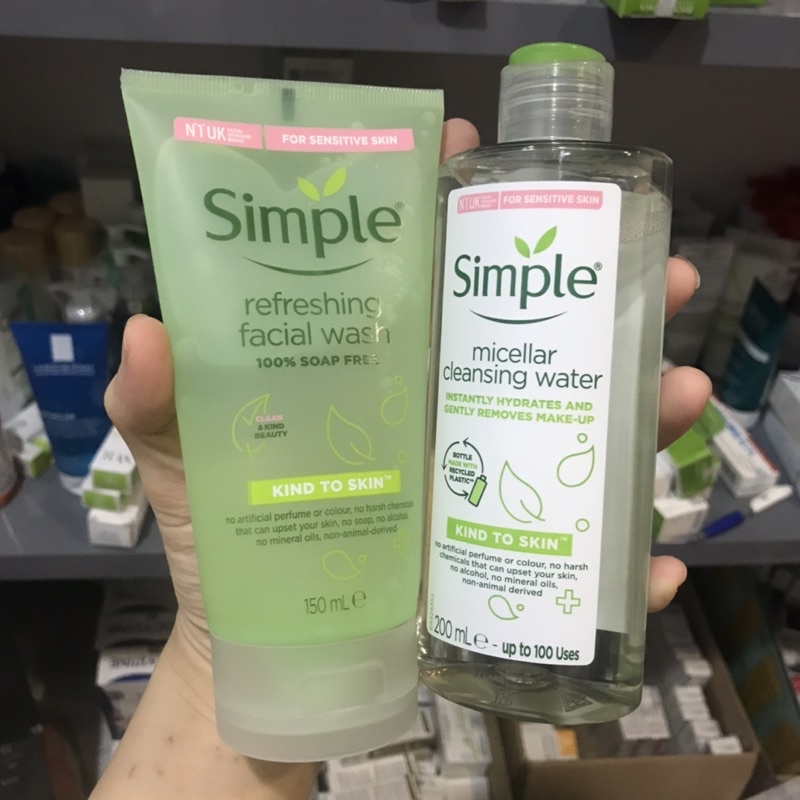 FOR SENSITIVE SKIN
Simple®
refreshing
facial wash
100% SOAP FREE
CLEAN
& KIND
BEAUTY
KIND TO SKIN™
no artificial perfume or colour, no harsh chemicals
that can upset your skin, no soap, no alcohol,
no mineral oils, non-animal-derived
150 mL ℮
FOR SENSITIVE SKIN
Simple®
micellar
cleansing water
INSTANTLY HYDRATES AND
GENTLY REMOVES MAKE-UP
BOTTLE
MADE WITH
RECYCLED
PLASTIC
KIND TO SKIN™
no artificial perfume or colour, no harsh
chemicals that can upset your skin,
no alcohol, no mineral oils,
non-animal derived
200 mL ℮ - up to 100 Uses